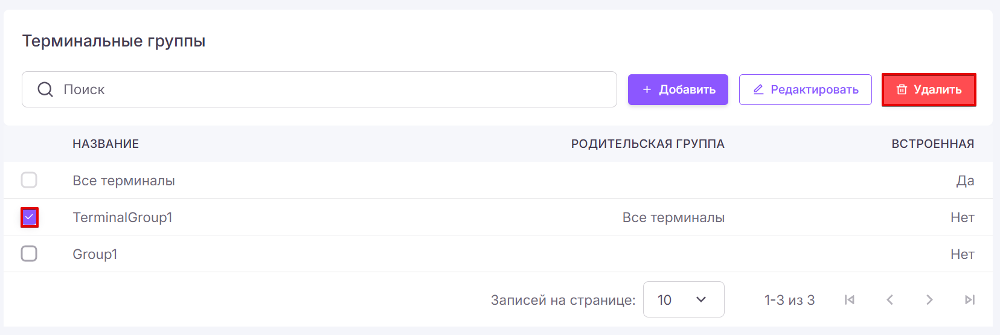 Терминальные группы
Поиск
Добавить
Редактировать
Удалить
НАЗВАНИЕ РОДИТЕЛЬСКАЯ ГРУППА ВСТРОЕННАЯ
Все терминалы Да
TerminalGroup1 Все терминалы Нет
Group1 Нет
Записей на странице: 10 1-3 из 3